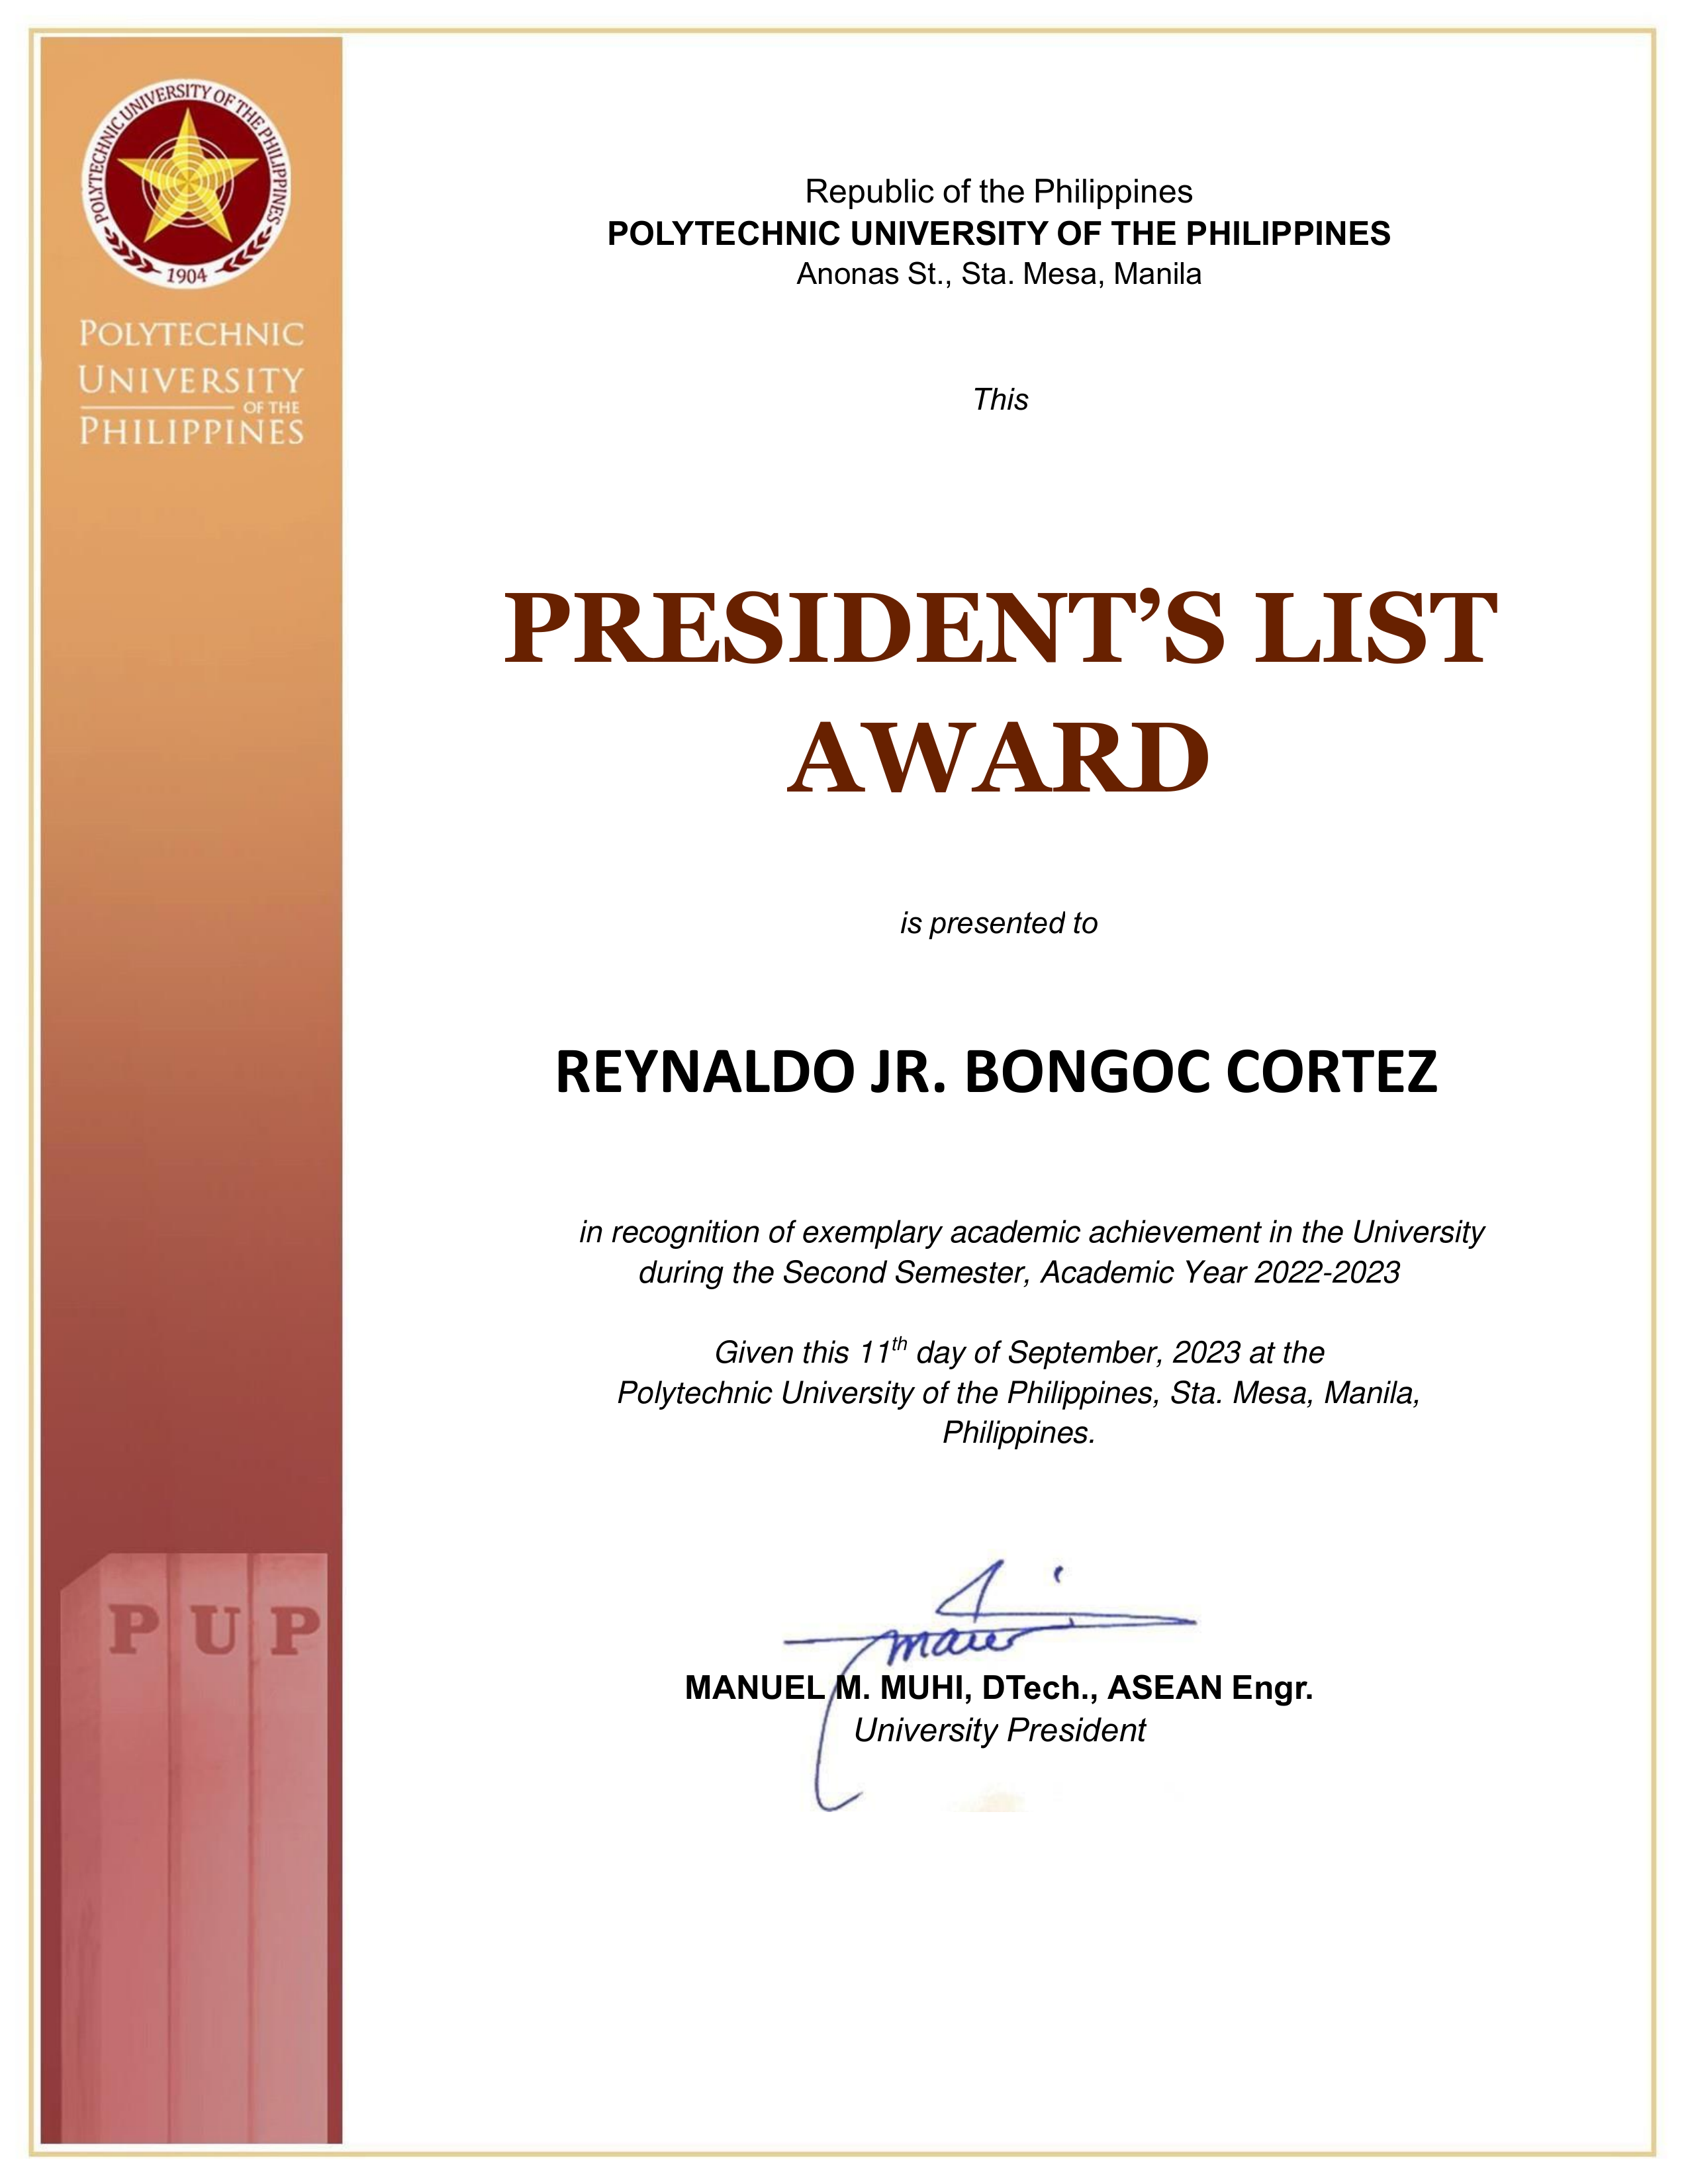 POLYTECHNIC UNIVERSITY OF THE PHILIPPINES
1904
POLYTECHNIC
UNIVERSITY
OF THE
PHILIPPINES
Republic of the Philippines
POLYTECHNIC UNIVERSITY OF THE PHILIPPINES
Anonas St., Sta. Mesa, Manila
This
PRESIDENT’S LIST
AWARD
is presented to
REYNALDO JR. BONGOC CORTEZ
in recognition of exemplary academic achievement in the University
during the Second Semester, Academic Year 2022-2023
Given this 11th day of September, 2023 at the
Polytechnic University of the Philippines, Sta. Mesa, Manila,
Philippines.
MANUEL M. MUHI, DTech., ASEAN Engr.
University President
P U P